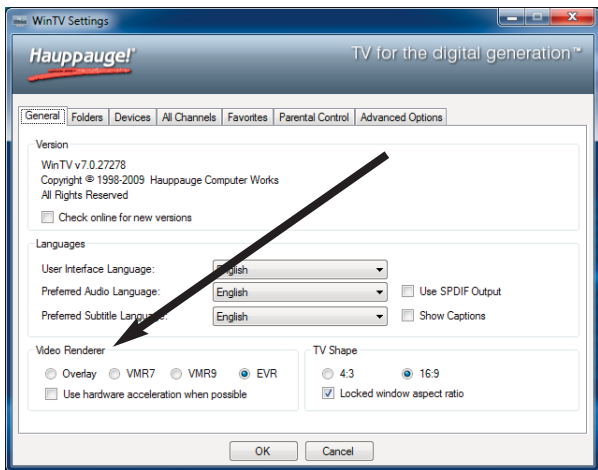 WinTV Settings
Hauppauge!® TV for the digital generation™
General Folders Devices All Channels Favorites Parental Control Advanced Options
Version
WinTV v7.0.27278
Copyright © 1998-2009 Hauppauge Computer Works
All Rights Reserved
Check online for new versions
Languages
User Interface Language: English
Preferred Audio Language: English Use SPDIF Output
Preferred Subtitle Language: English Show Captions
Video Renderer TV Shape
Overlay VMR7 VMR9 EVR 4:3 16:9
Use hardware acceleration when possible Locked window aspect ratio
OK Cancel